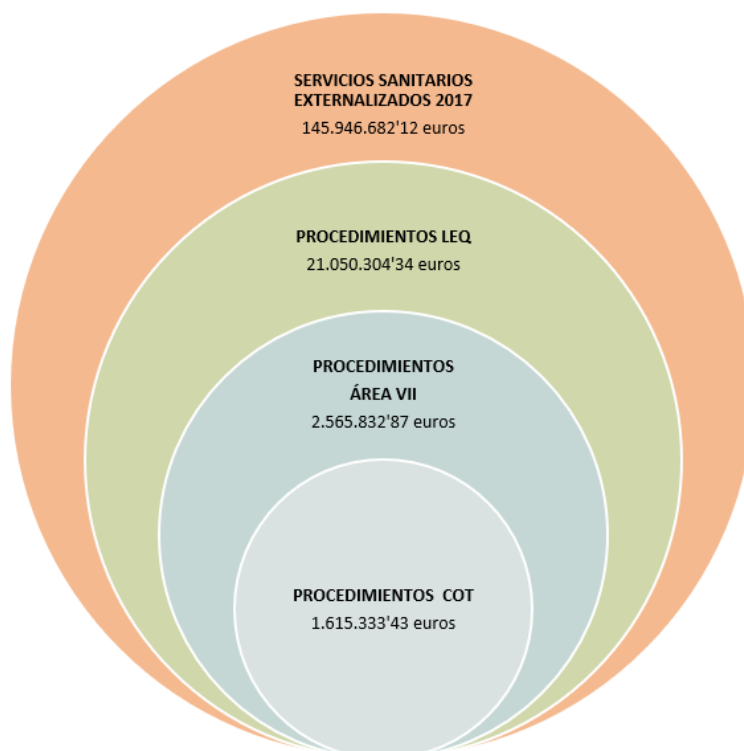 SERVICIOS SANITARIOS
EXTERNALIZADOS 2017
145.946.682'12 euros
PROCEDIMIENTOS LEQ
21.050.304'34 euros
PROCEDIMIENTOS
ÁREA VII
2.565.832'87 euros
PROCEDIMIENTOS COT
1.615.333'43 euros